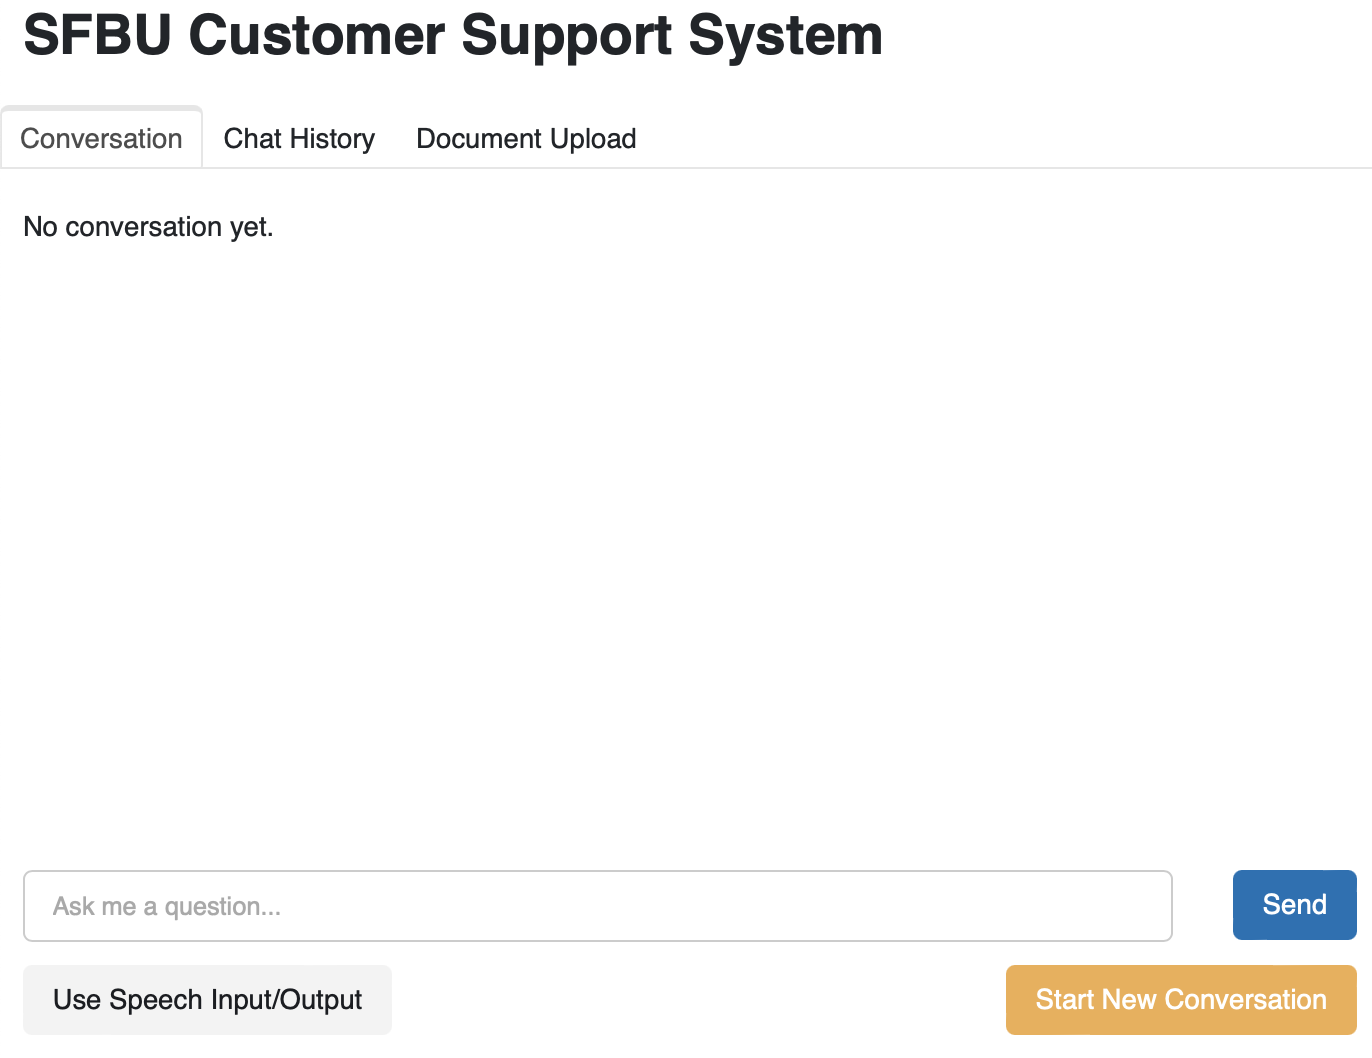 SFBU Customer Support System
Conversation Chat History Document Upload
No conversation yet.
Ask me a question...
Send
Use Speech Input/Output
Start New Conversation